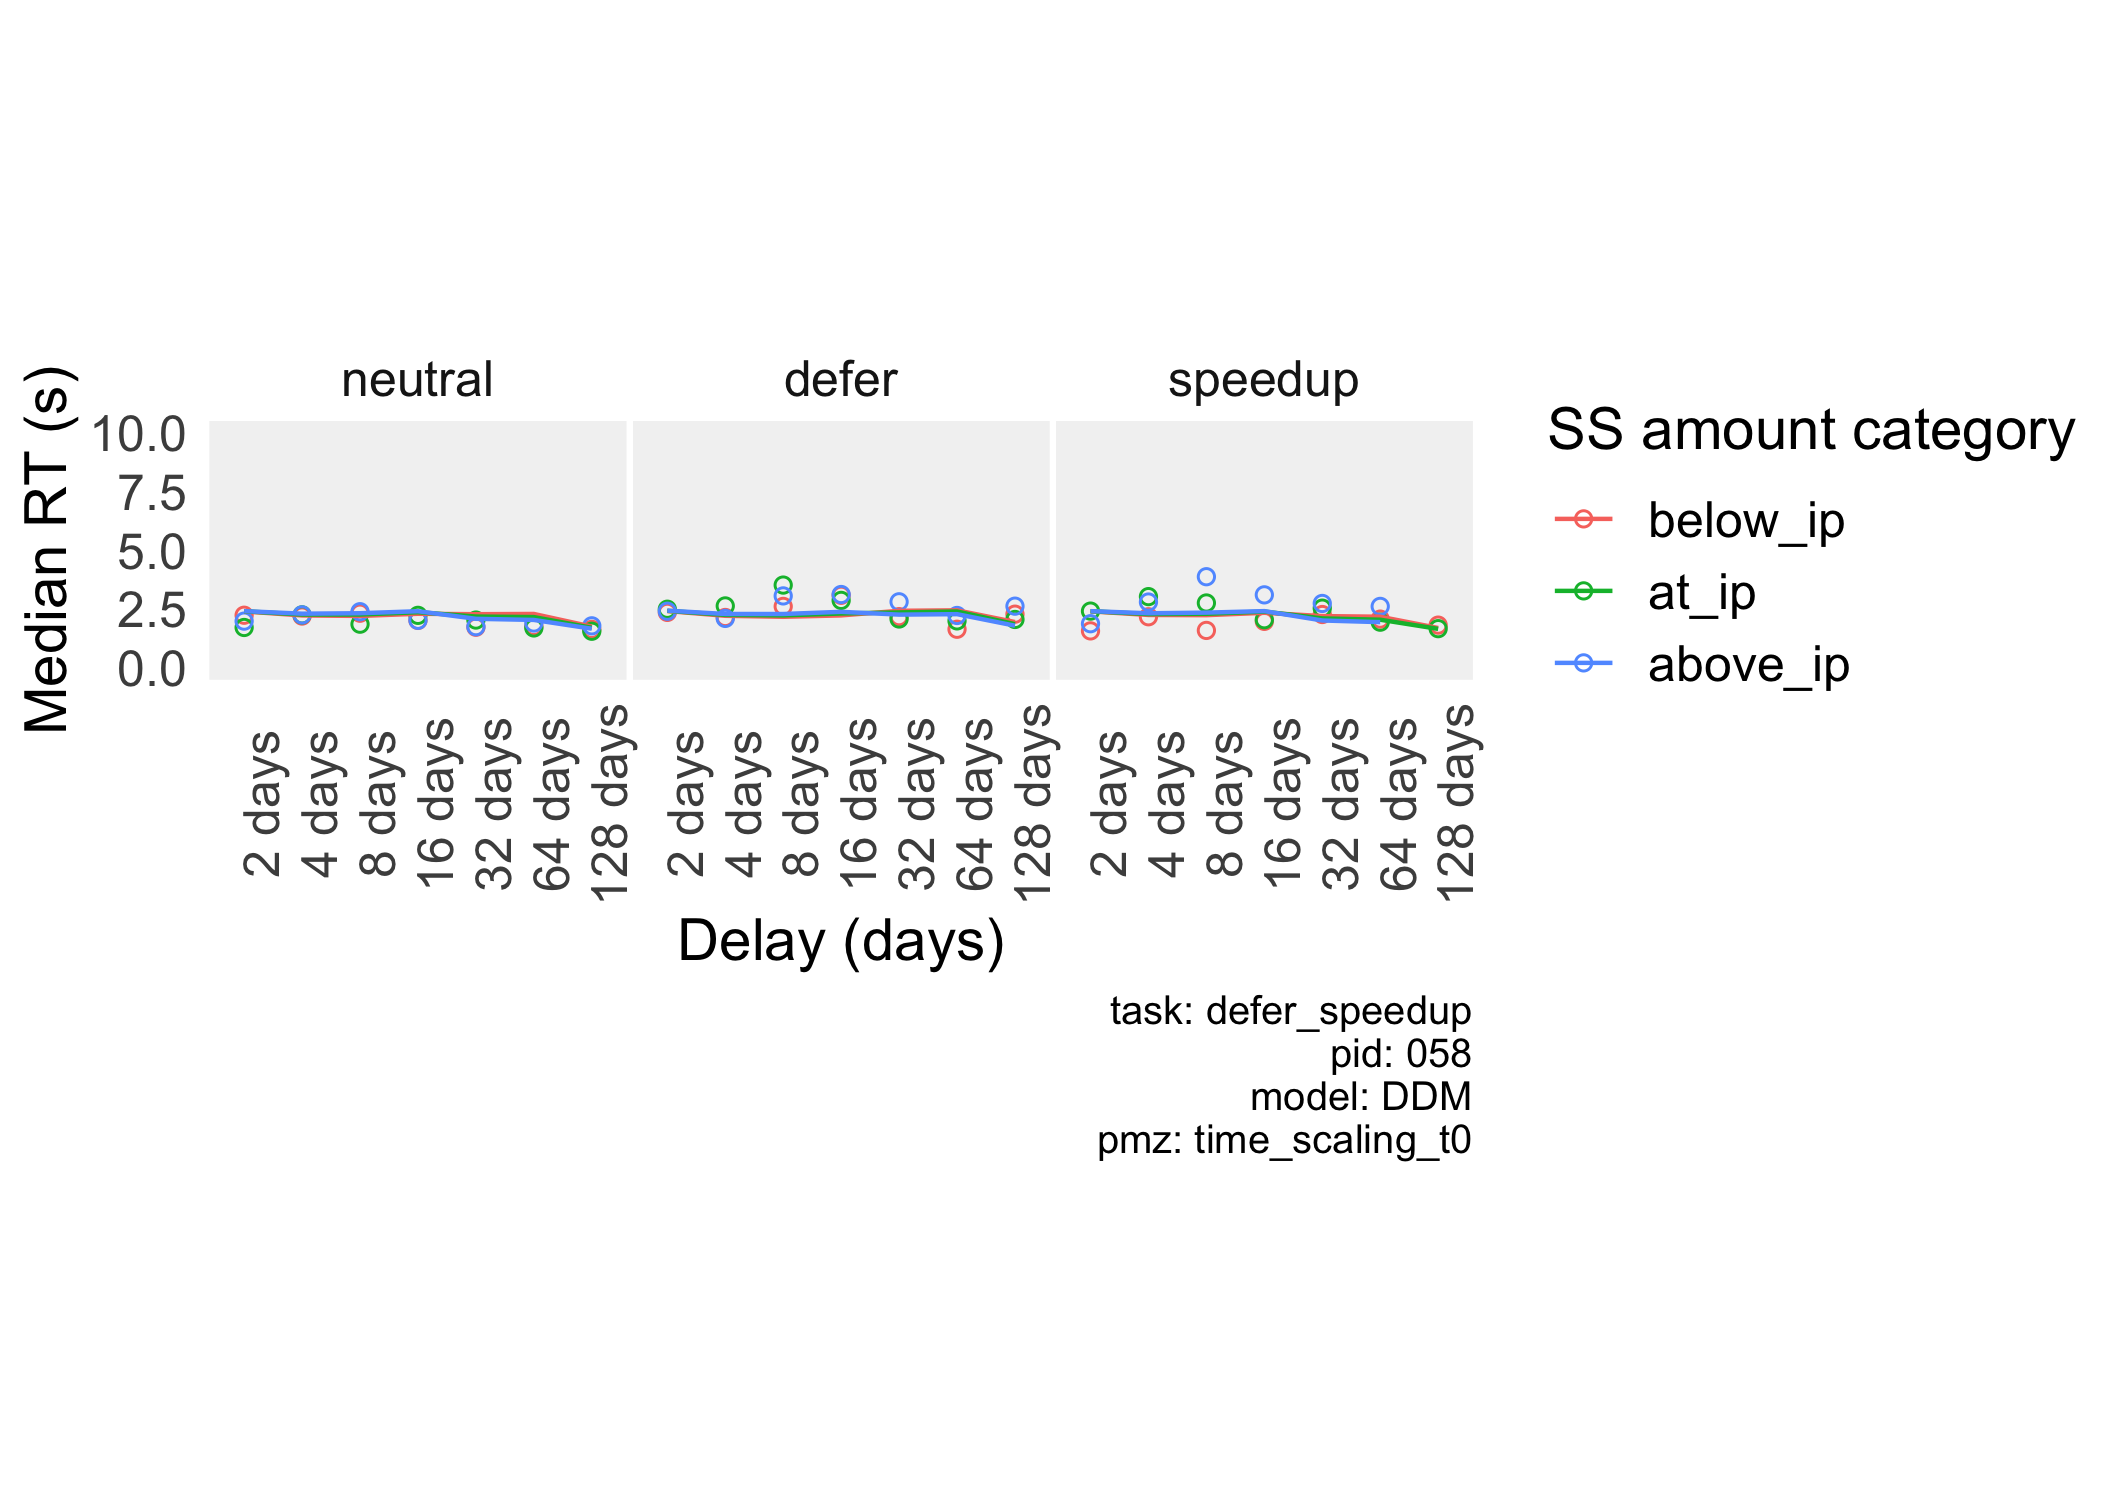 neutral
defer
speedup
Median RT (s)
10.0
7.5
5.0
2.5
0.0
2 days
4 days
8 days
16 days
32 days
64 days
128 days
2 days
4 days
8 days
16 days
32 days
64 days
128 days
2 days
4 days
8 days
16 days
32 days
64 days
128 days
Delay (days)
SS amount category
below_ip
at_ip
above_ip
task: defer_speedup
pid: 058
model: DDM
pmz: time_scaling_t0